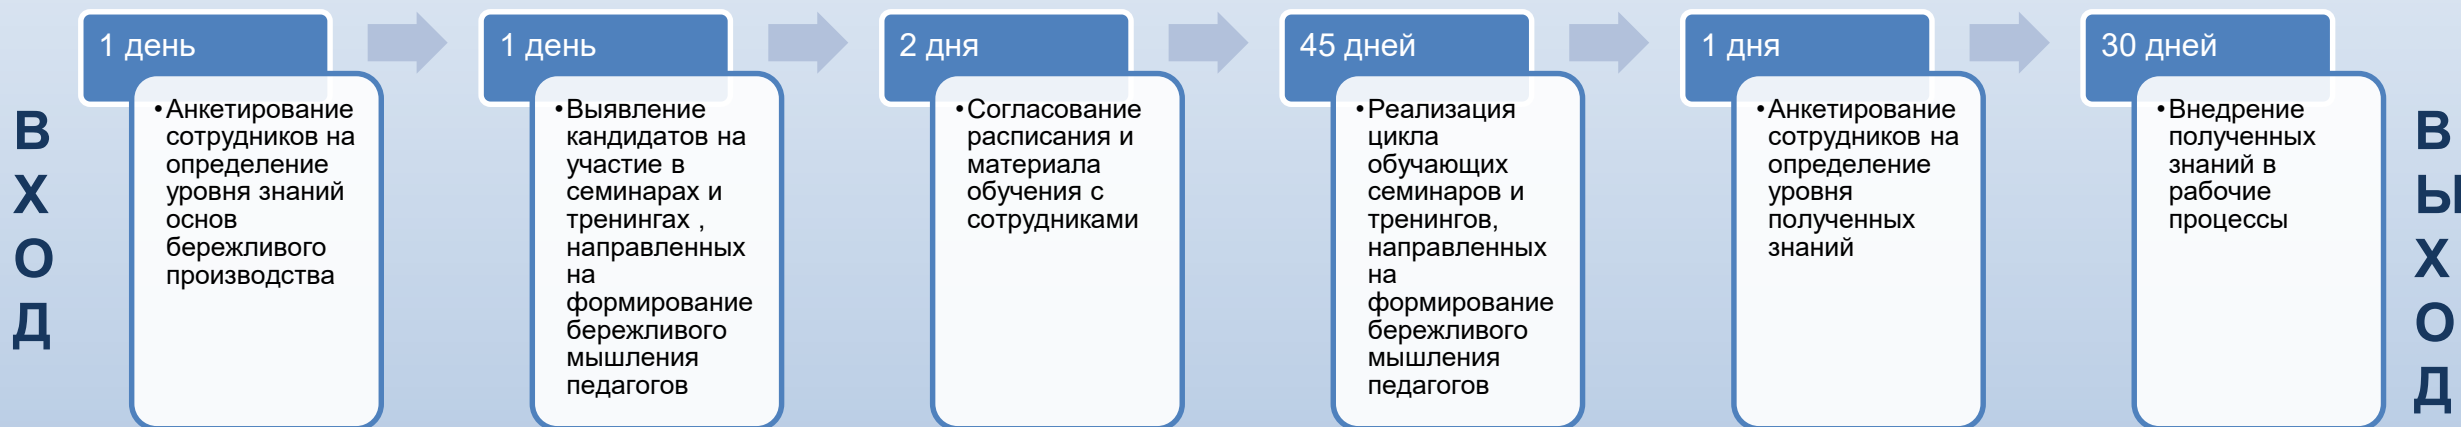 В
Х
О
Д
1 день
•Анкетирование
сотрудников на
определение
уровня знаний
основ
бережливого
производства
1 день
•Выявление
кандидатов на
участие в
семинарах и
тренингах ,
направленных
на
формирование
бережливого
мышления
педагогов
2 дня
•Согласование
расписания и
материала
обучения с
сотрудниками
45 дней
•Реализация
цикла
обучающих
семинаров и
тренингов,
направленных
на
формирование
бережливого
мышления
педагогов
1 дня
•Анкетирование
сотрудников на
определение
уровня
полученных
знаний
30 дней
•Внедрение
полученных
знаний в
рабочие
процессы
В
Ы
Х
О
Д